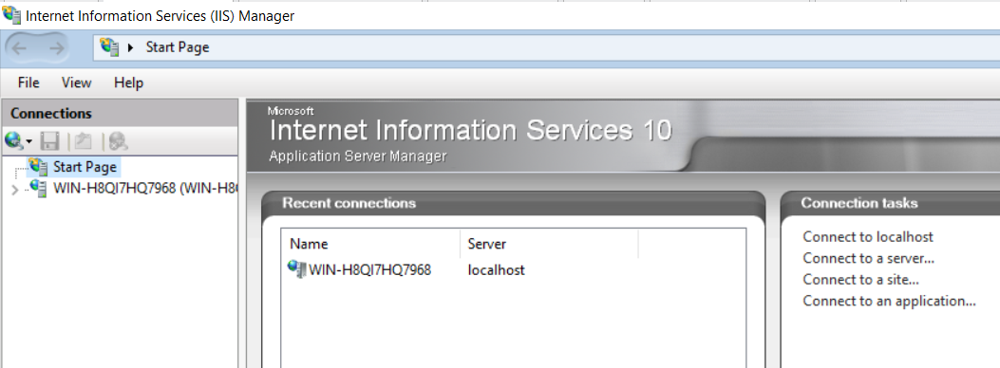 Internet Information Services (IIS) Manager
Start Page
File View Help
Connections
Start Page
WIN-H8QI7HQ7968 (WIN-H8
Microsoft
Internet Information Services 10
Application Server Manager
Recent connections
Name Server
WIN-H8QI7HQ7968 localhost
Connection tasks
Connect to localhost
Connect to a server...
Connect to a site...
Connect to an application...